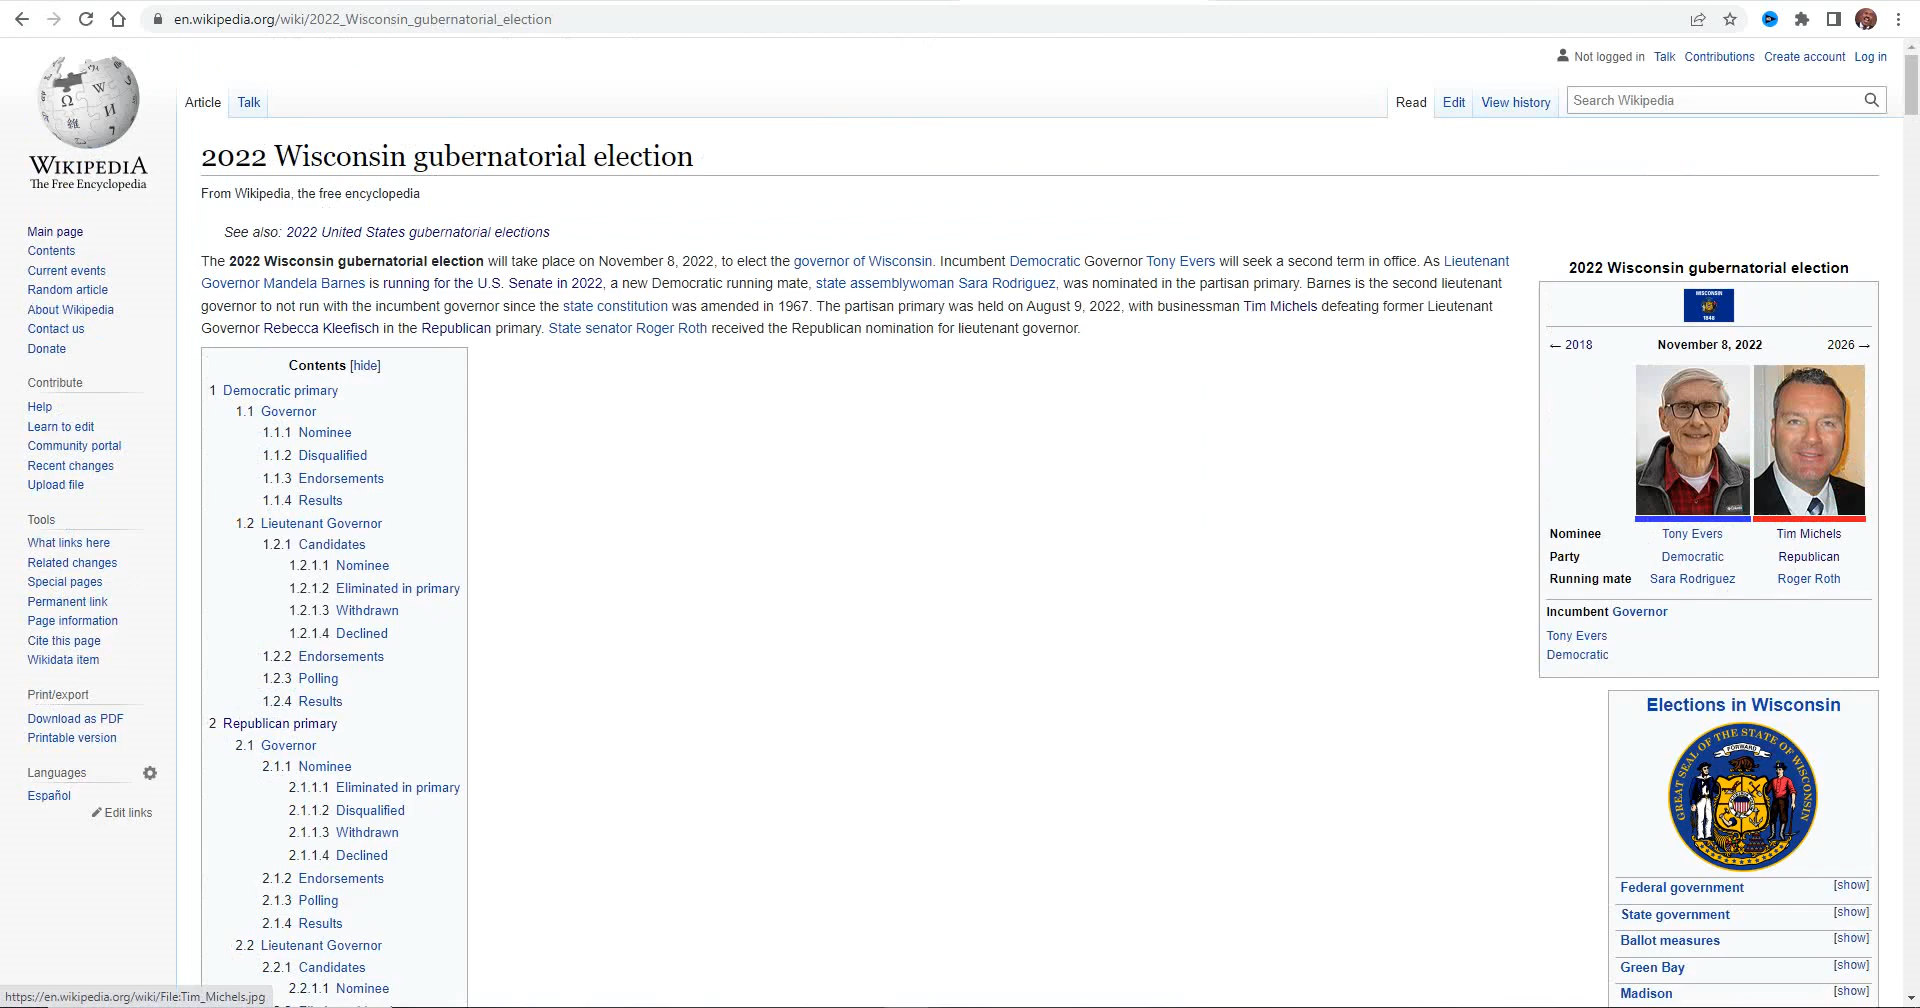 en.wikipedia.org/wiki/2022_Wisconsin_gubernatorial_election
Not logged in Talk Contributions Create account Log in
Article Talk Read Edit View history Search Wikipedia
WIKIPEDIA
The Free Encyclopedia
Main page
Contents
Current events
Random article
About Wikipedia
Contact us
Donate
Contribute
Help
Learn to edit
Community portal
Recent changes
Upload file
Tools
What links here
Related changes
Special pages
Permanent link
Page information
Cite this page
Wikidata item
Print/export
Download as PDF
Printable version
Languages
Español
Edit links
2022 Wisconsin gubernatorial election
From Wikipedia, the free encyclopedia
See also: 2022 United States gubernatorial elections
The 2022 Wisconsin gubernatorial election will take place on November 8, 2022, to elect the governor of Wisconsin. Incumbent Democratic Governor Tony Evers will seek a second term in office. As Lieutenant
Governor Mandela Barnes is running for the U.S. Senate in 2022, a new Democratic running mate, state assemblywoman Sara Rodriguez, was nominated in the partisan primary. Barnes is the second lieutenant
governor to not run with the incumbent governor since the state constitution was amended in 1967. The partisan primary was held on August 9, 2022, with businessman Tim Michels defeating former Lieutenant
Governor Rebecca Kleefisch in the Republican primary. State senator Roger Roth received the Republican nomination for lieutenant governor.
Contents [hide]
1 Democratic primary
1.1 Governor
1.1.1 Nominee
1.1.2 Disqualified
1.1.3 Endorsements
1.1.4 Results
1.2 Lieutenant Governor
1.2.1 Candidates
1.2.1.1 Nominee
1.2.1.2 Eliminated in primary
1.2.1.3 Withdrawn
1.2.1.4 Declined
1.2.2 Endorsements
1.2.3 Polling
1.2.4 Results
2 Republican primary
2.1 Governor
2.1.1 Nominee
2.1.1.1 Eliminated in primary
2.1.1.2 Disqualified
2.1.1.3 Withdrawn
2.1.1.4 Declined
2.1.2 Endorsements
2.1.3 Polling
2.1.4 Results
2.2 Lieutenant Governor
2.2.1 Candidates
2.2.1.1 Nominee
2022 Wisconsin gubernatorial election
WISCONSIN
1848
← 2018 November 8, 2022 2026 →
Nominee Tony Evers Tim Michels
Party Democratic Republican
Running mate Sara Rodriguez Roger Roth
Incumbent Governor
Tony Evers
Democratic
Elections in Wisconsin
GREAT SEAL OF THE STATE OF WISCONSIN
FORWARD
Federal government [show]
State government [show]
Ballot measures [show]
Green Bay [show]
Madison [show]
https://en.wikipedia.org/wiki/File:Tim_Michels.jpg